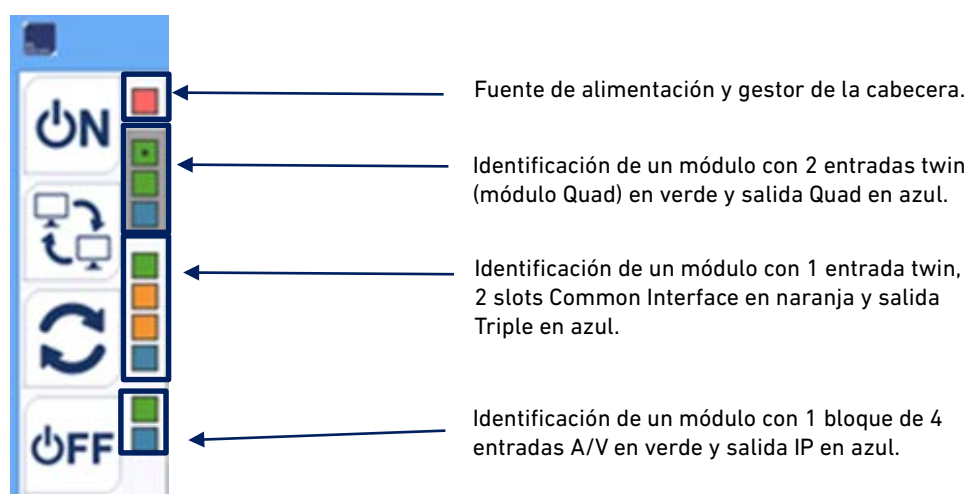 ON
Fuente de alimentación y gestor de la cabecera.
Identificación de un módulo con 2 entradas twin
(módulo Quad) en verde y salida Quad en azul.
Identificación de un módulo con 1 entrada twin,
2 slots Common Interface en naranja y salida
Triple en azul.
OFF
Identificación de un módulo con 1 bloque de 4
entradas A/V en verde y salida IP en azul.